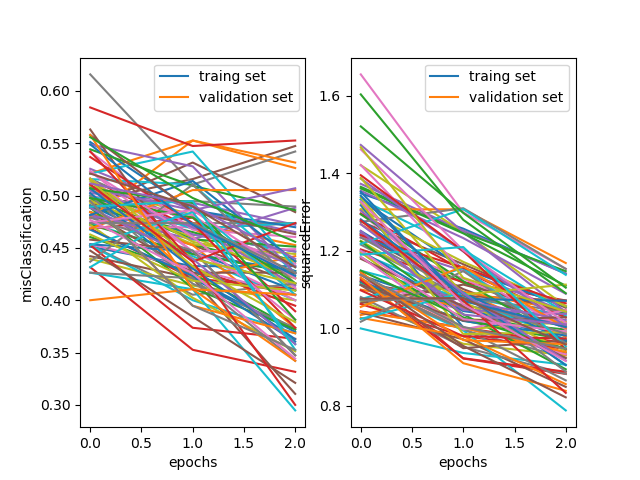 misClassification
0.60
0.55
0.50
0.45
0.40
0.35
0.30
0.0 0.5 1.0 1.5 2.0
epochs
traing set
validation set
squaredError
1.6
1.4
1.2
1.0
0.8
0.0 0.5 1.0 1.5 2.0
epochs
traing set
validation set